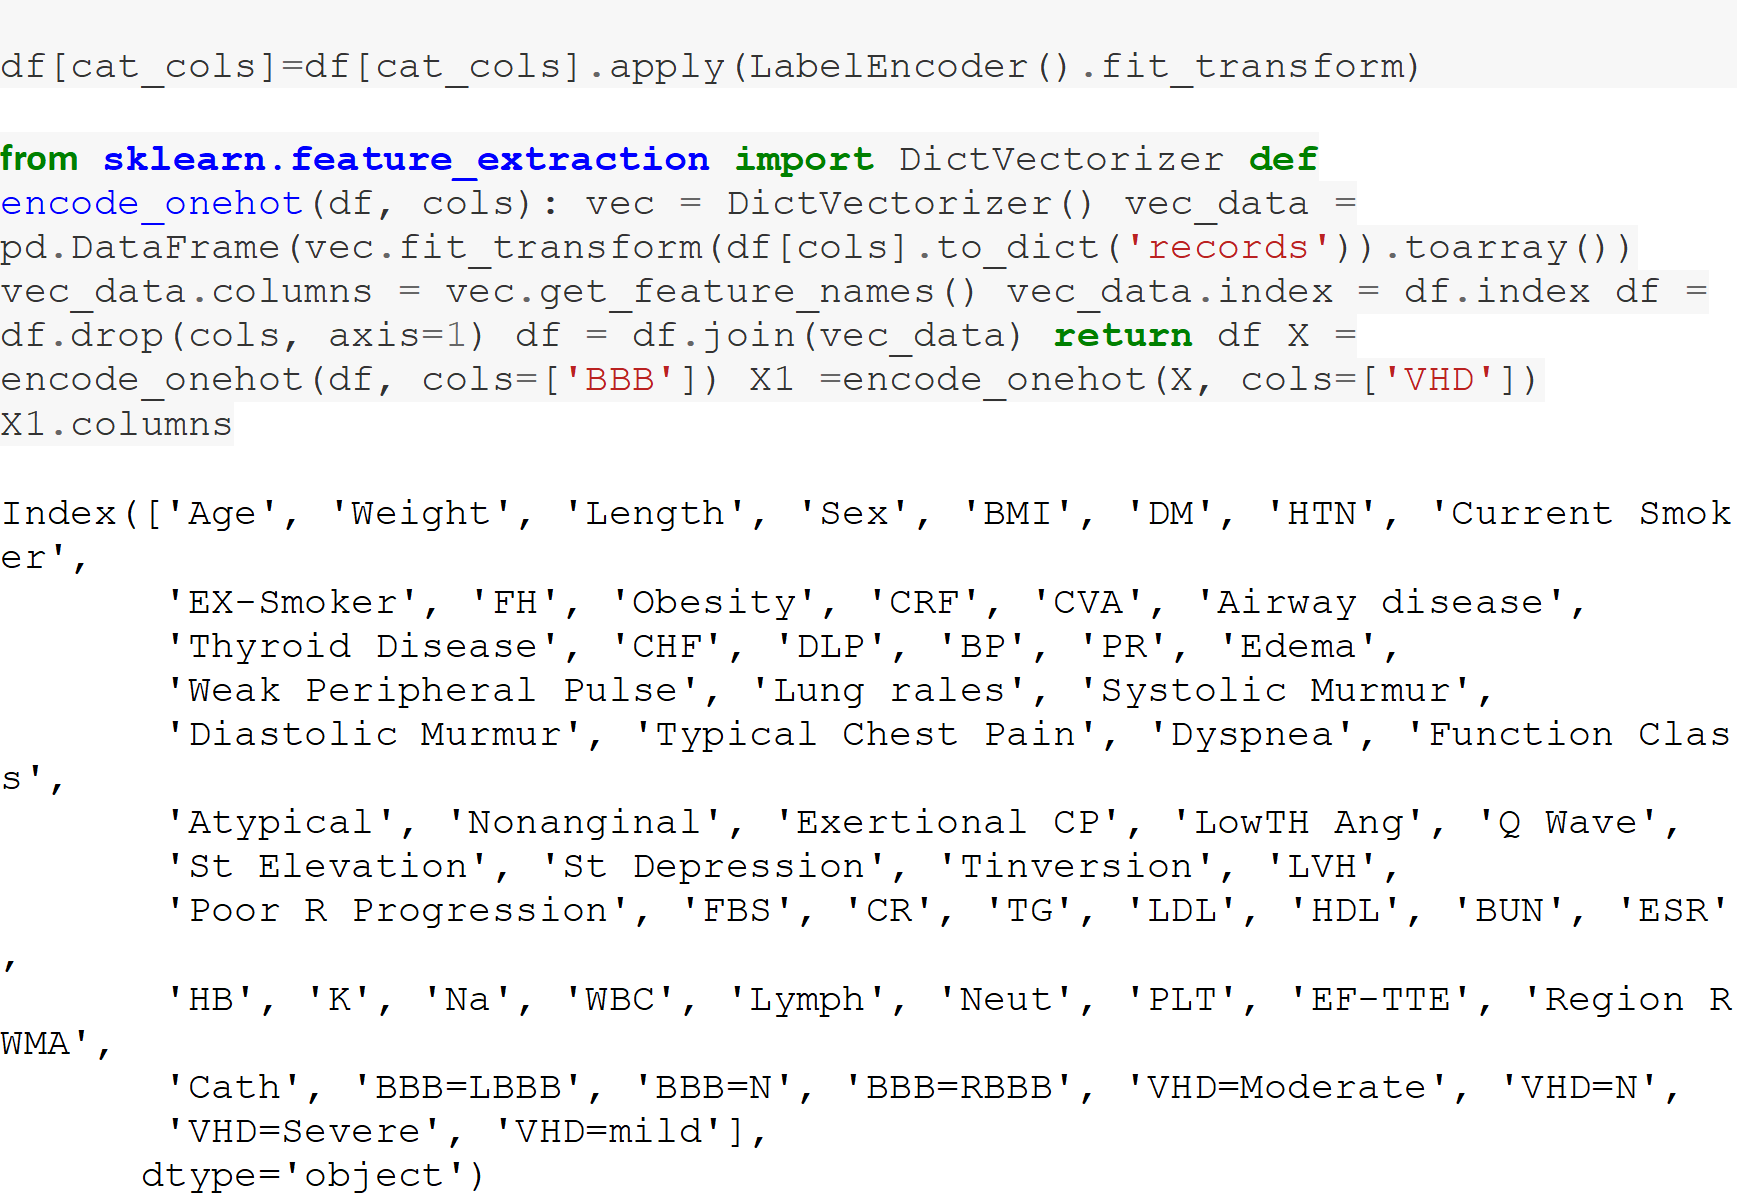 df[cat_cols]=df[cat_cols].apply(LabelEncoder().fit_transform)
from sklearn.feature_extraction import DictVectorizer def
encode_onehot(df, cols): vec = DictVectorizer() vec_data =
pd.DataFrame(vec.fit_transform(df[cols].to_dict('records')).toarray())
vec_data.columns = vec.get_feature_names() vec_data.index = df.index df =
df.drop(cols, axis=1) df = df.join(vec_data) return df X =
encode_onehot(df, cols=['BBB']) X1 =encode_onehot(X, cols=['VHD'])
X1.columns
Index(['Age', 'Weight', 'Length', 'Sex', 'BMI', 'DM', 'HTN', 'Current Smok
er',
'EX-Smoker', 'FH', 'Obesity', 'CRF', 'CVA', 'Airway disease',
'Thyroid Disease', 'CHF', 'DLP', 'BP', 'PR', 'Edema',
'Weak Peripheral Pulse', 'Lung rales', 'Systolic Murmur',
'Diastolic Murmur', 'Typical Chest Pain', 'Dyspnea', 'Function Clas
s',
'Atypical', 'Nonanginal', 'Exertional CP', 'LowTH Ang', 'Q Wave',
'St Elevation', 'St Depression', 'Tinversion', 'LVH',
'Poor R Progression', 'FBS', 'CR', 'TG', 'LDL', 'HDL', 'BUN', 'ESR'
,
'HB', 'K', 'Na', 'WBC', 'Lymph', 'Neut', 'PLT', 'EF-TTE', 'Region R
WMA',
'Cath', 'BBB=LBBB', 'BBB=N', 'BBB=RBBB', 'VHD=Moderate', 'VHD=N',
'VHD=Severe', 'VHD=mild'],
dtype='object')